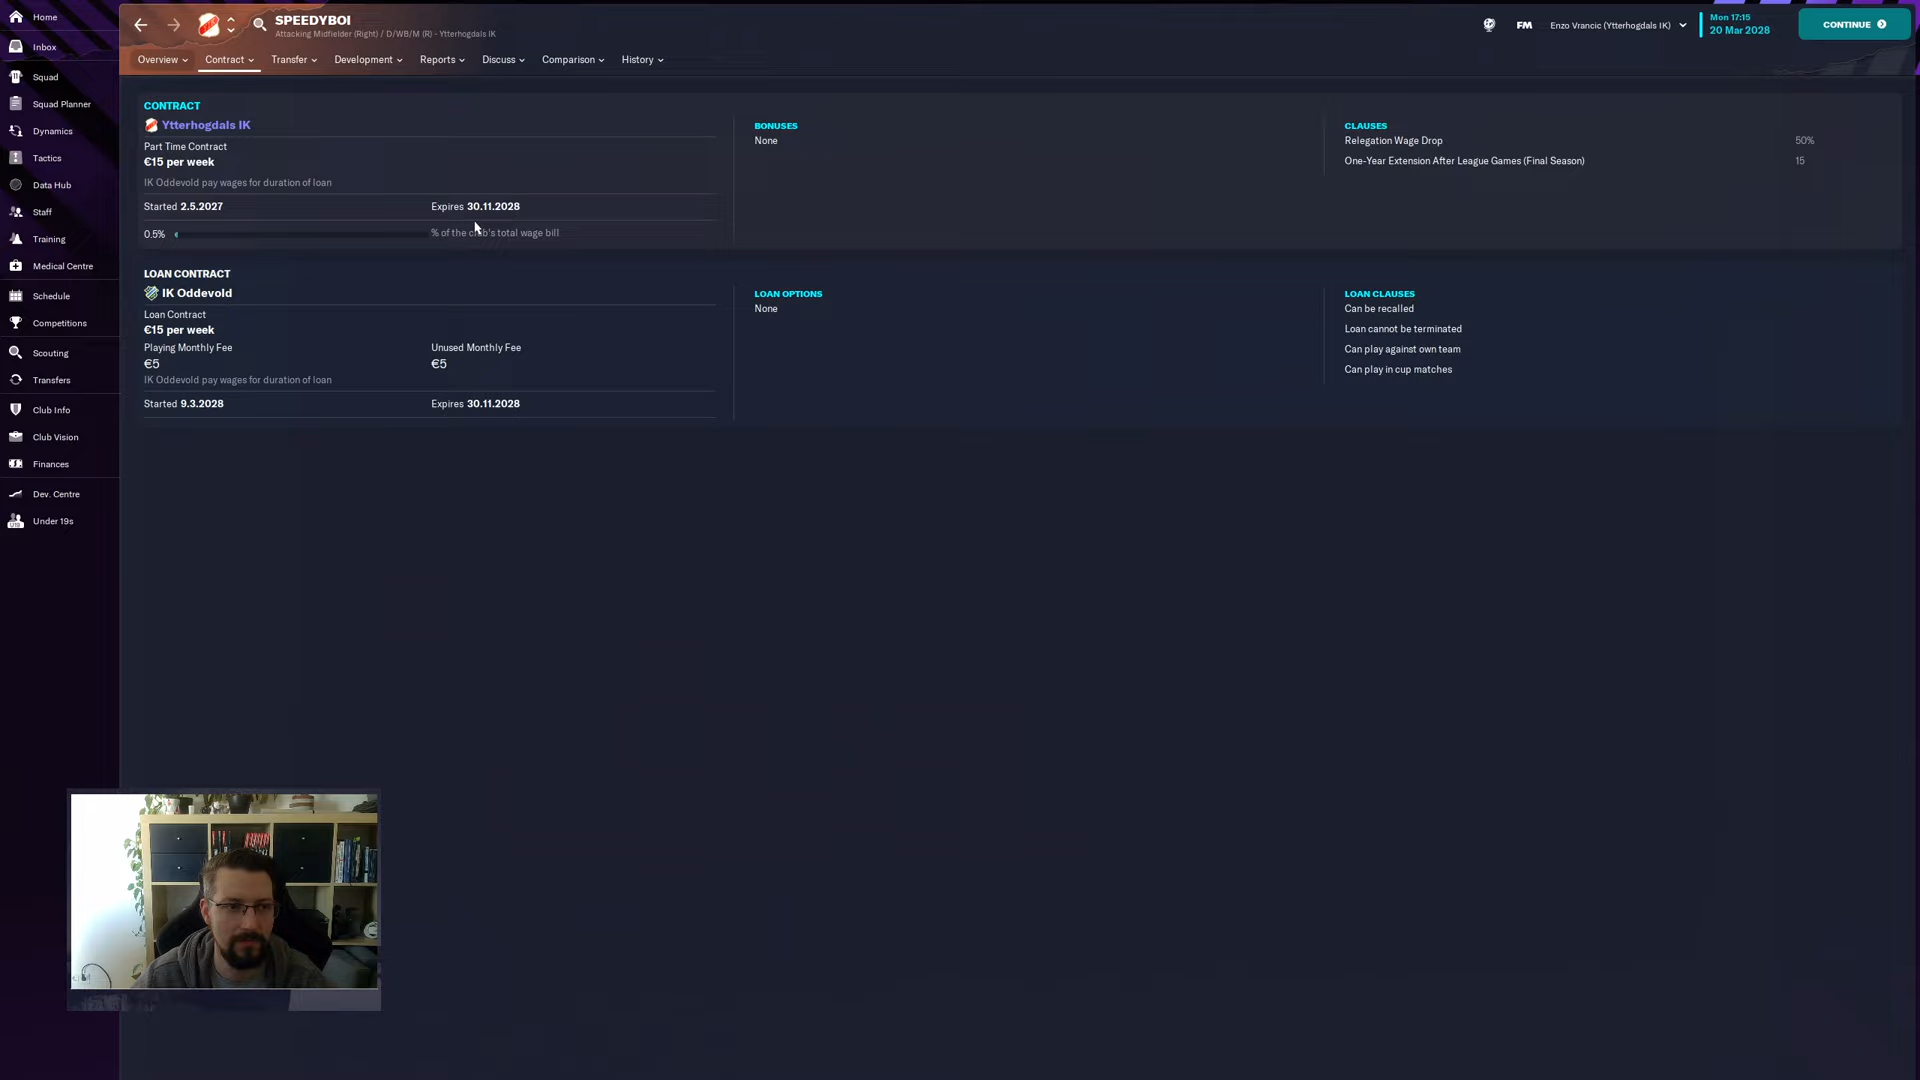 Home
Inbox
Squad
Squad Planner
Dynamics
Tactics
Data Hub
Staff
Training
Medical Centre
Schedule
Competitions
Scouting
Transfers
Club Info
Club Vision
Finances
Dev. Centre
Under 19s
SPEEDYBOI
Attacking Midfielder (Right) / D/WB/M (R) - Ytterhogdals IK
FM
Enzo Vrancic (Ytterhogdals IK)
Mon 17:15
20 Mar 2028
CONTINUE
Overview
Contract
Transfer
Development
Reports
Discuss
Comparison
History
CONTRACT
Ytterhogdals IK
Part Time Contract
€15 per week
IK Oddevold pay wages for duration of loan
Started 2.5.2027
Expires 30.11.2028
0.5%
% of the club's total wage bill
BONUSES
None
CLAUSES
Relegation Wage Drop 50%
One-Year Extension After League Games (Final Season) 15
LOAN CONTRACT
IK Oddevold
Loan Contract
€15 per week
Playing Monthly Fee
€5
Unused Monthly Fee
€5
IK Oddevold pay wages for duration of loan
Started 9.3.2028
Expires 30.11.2028
LOAN OPTIONS
None
LOAN CLAUSES
Can be recalled
Loan cannot be terminated
Can play against own team
Can play in cup matches